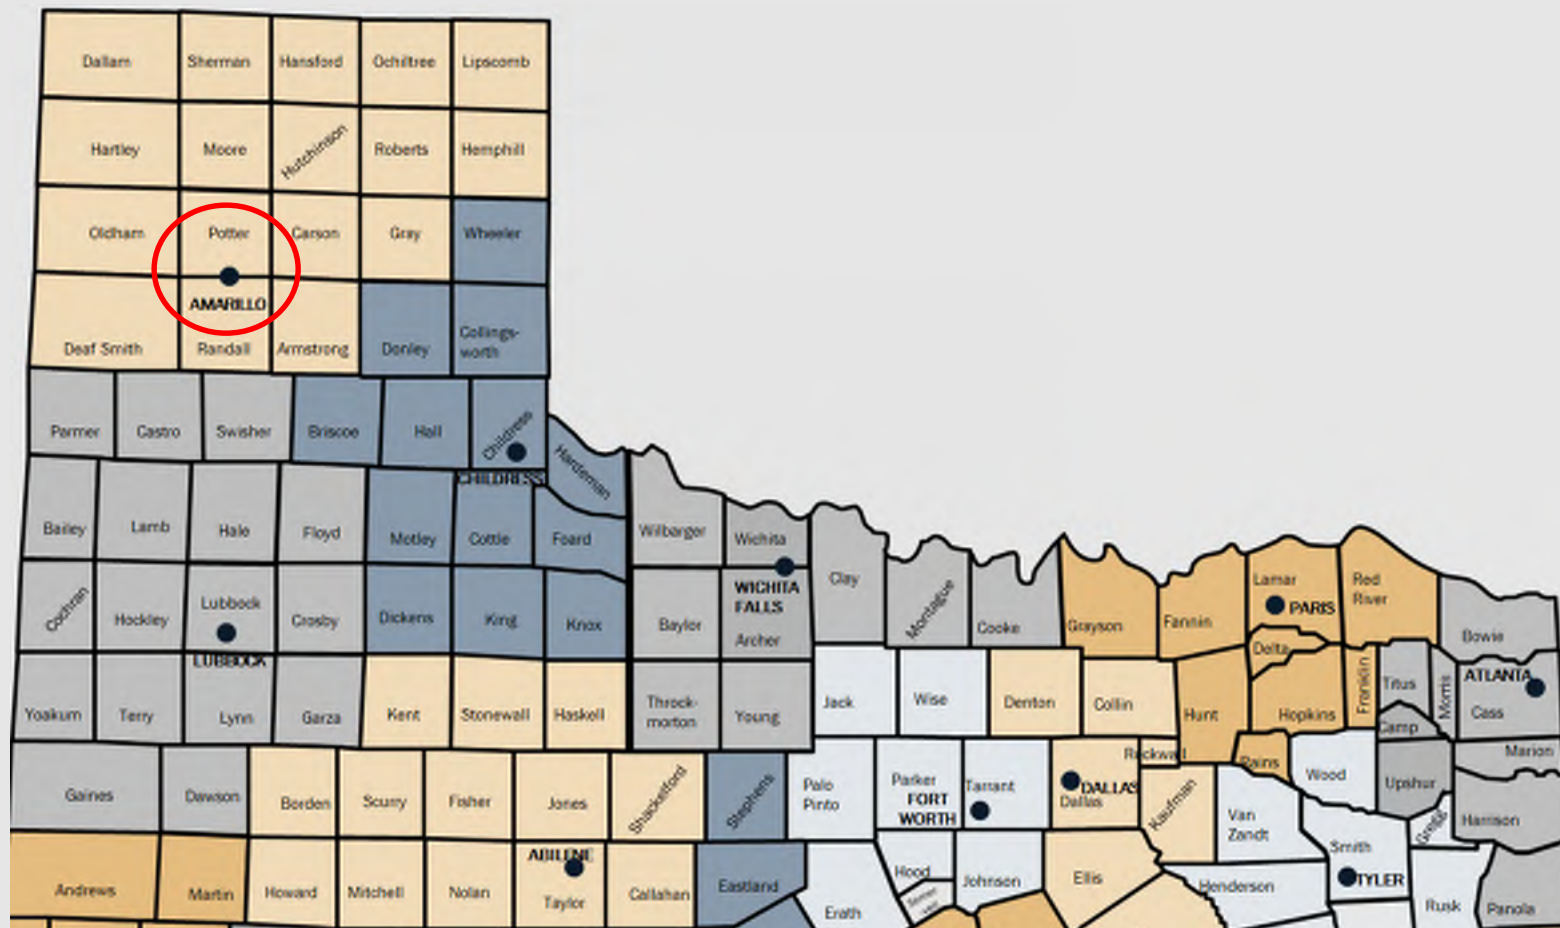 Dallam
Sherman
Hansford
Ochiltree
Lipscomb
Hartley
Moore
Hutchinson
Roberts
Hemphill
Oldham
Potter
Carson
Gray
Wheeler
AMARILLO
Deaf Smith
Randall
Armstrong
Donley
Collings-
worth
Parmer
Castro
Swisher
Briscoe
Hall
Childress
CHILDRESS
Hardeman
Bailey
Lamb
Hale
Floyd
Motley
Cottle
Foard
Wilbarger
Wichita
WICHITA
FALLS
Archer
Clay
Montague
Cooke
Grayson
Fannin
Lamar
PARIS
Red
River
Bowie
Cochran
Hockley
Lubbock
LUBBOCK
Crosby
Dickens
King
Knox
Baylor
Delta
Yoakum
Terry
Lynn
Garza
Kent
Stonewall
Haskell
Throck-
morton
Young
Jack
Wise
Denton
Collin
Hunt
Hopkins
Franklin
Titus
Morris
ATLANTA
Cass
Camp
Marion
Gaines
Dawson
Borden
Scurry
Fisher
Jones
Shackelford
Stephens
Palo
Pinto
Parker
FORT
WORTH
Tarrant
DALLAS
Dallas
Rockwall
Kaufman
Rains
Wood
Upshur
Van
Zandt
Gregg
Harrison
Smith
TYLER
Andrews
Martin
Howard
Mitchell
Nolan
ABILENE
Taylor
Callahan
Eastland
Erath
Hood
Johnson
Ellis
Henderson
Rusk
Panola